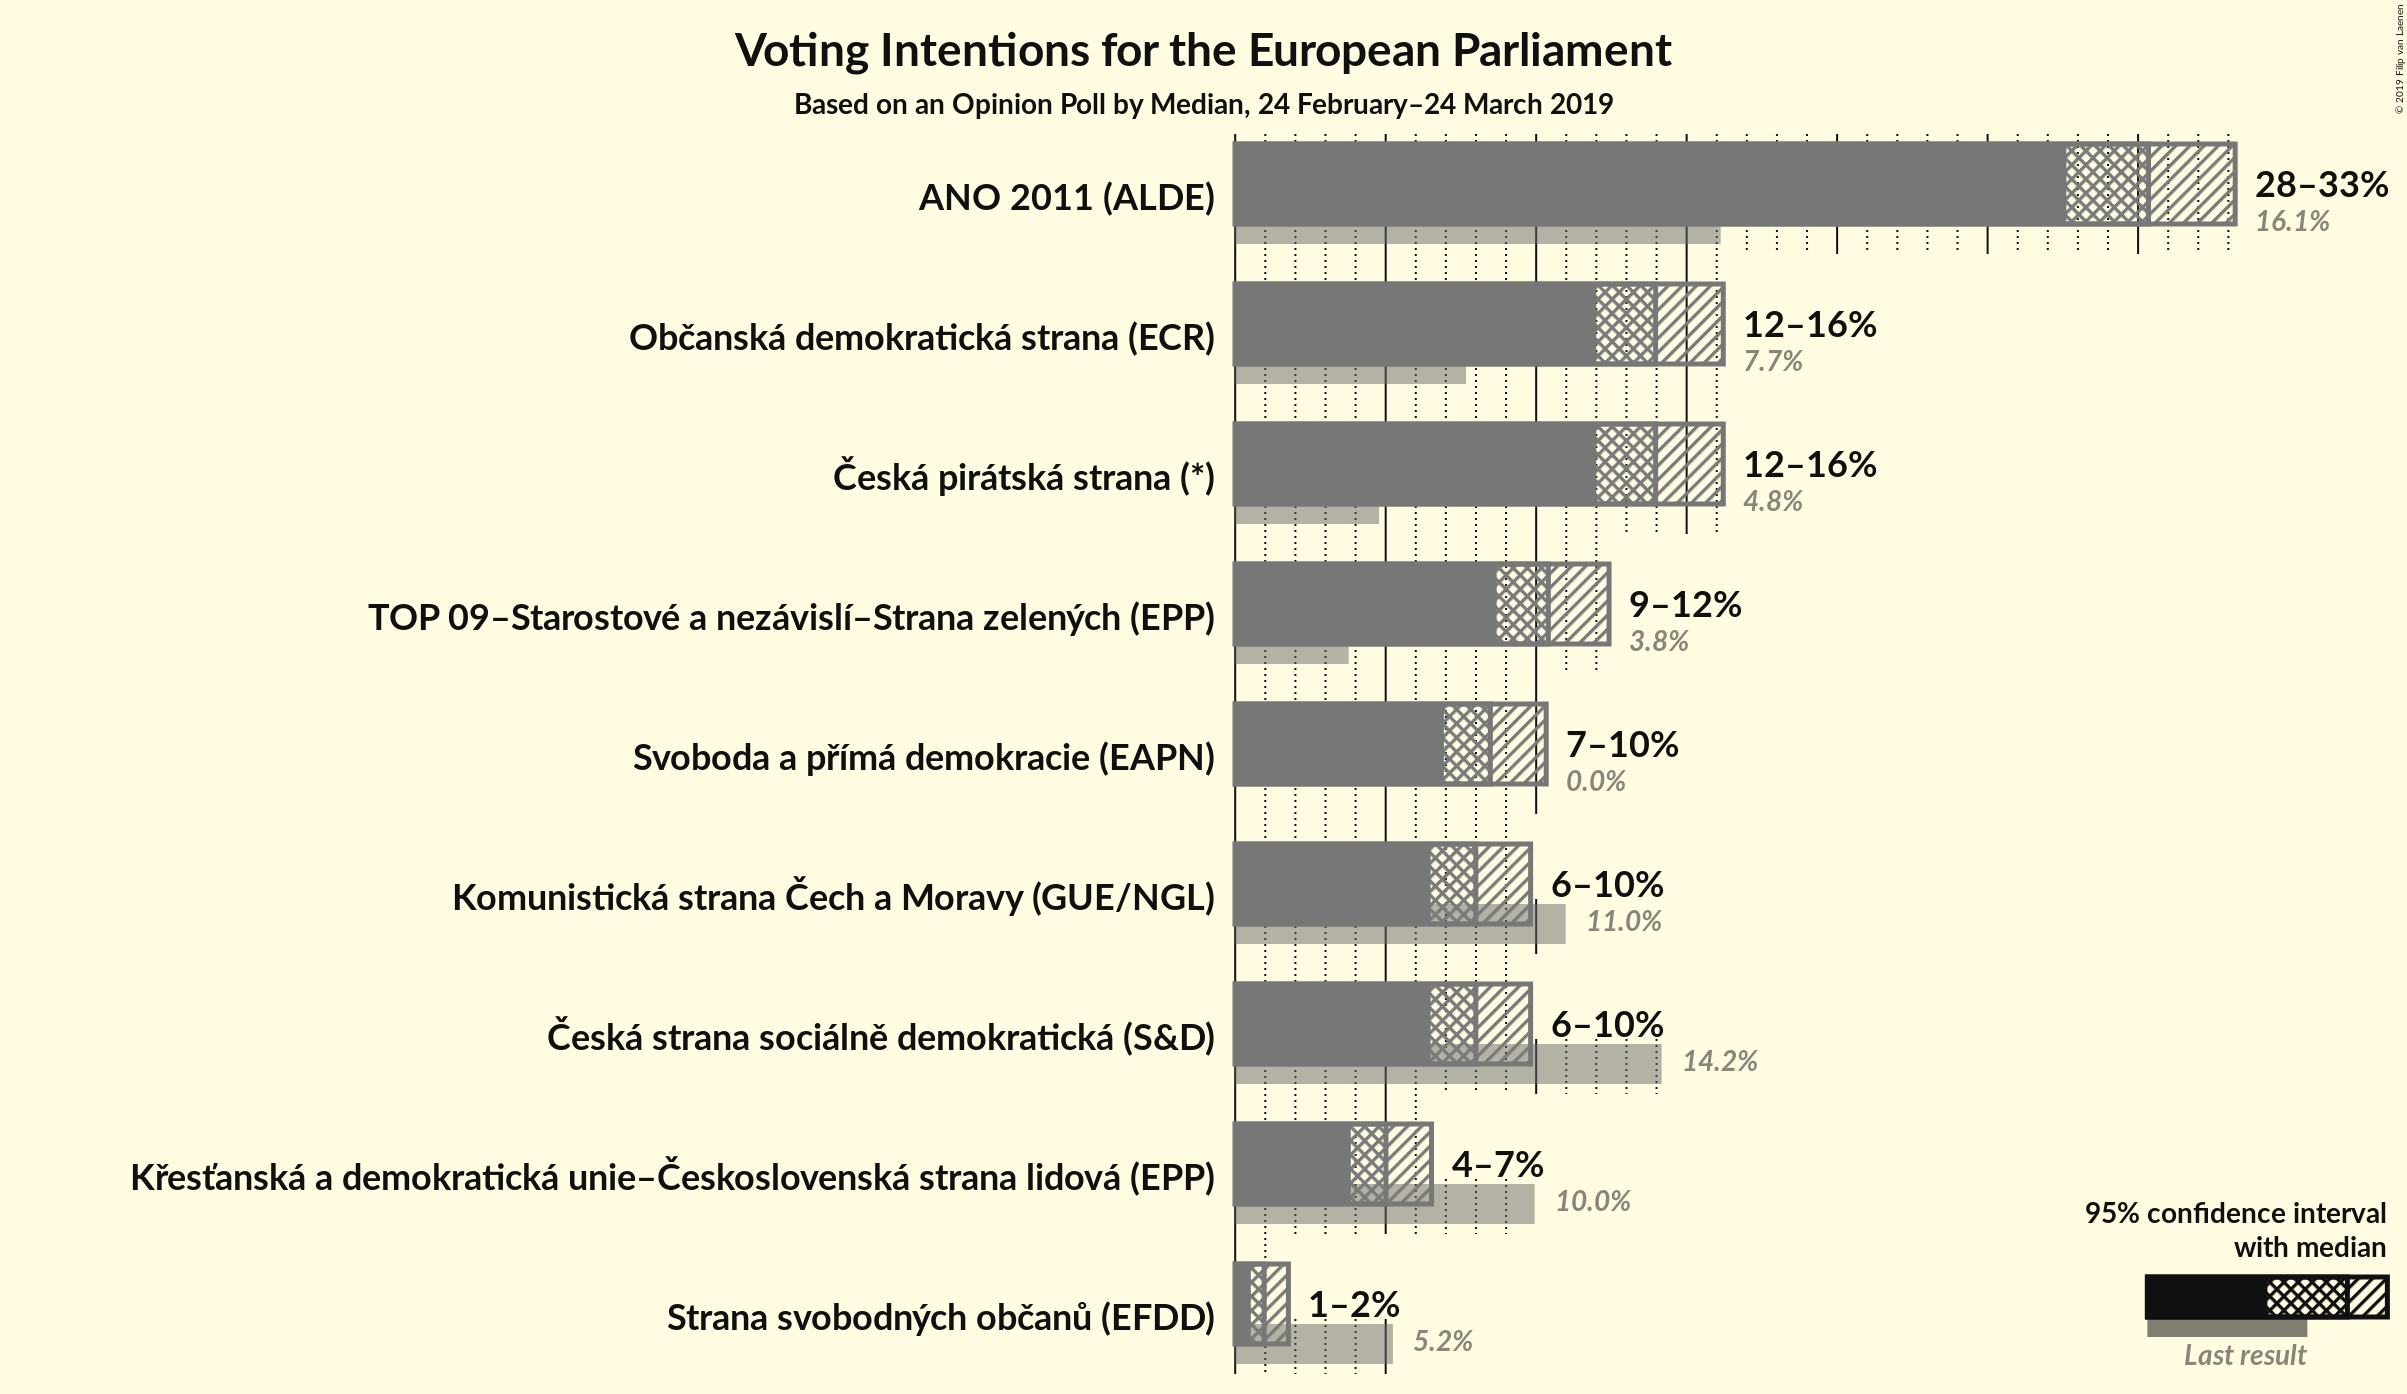 Voting Intentions for the European Parliament
Based on an Opinion Poll by Median, 24 February–24 March 2019
© 2019 Filip van Laenen
ANO 2011 (ALDE)
28–33%
16.1%
Občanská demokratická strana (ECR)
12–16%
7.7%
Česká pirátská strana (*)
12–16%
4.8%
TOP 09–Starostové a nezávislí–Strana zelených (EPP)
9–12%
3.8%
Svoboda a přímá demokracie (EAPN)
7–10%
0.0%
Komunistická strana Čech a Moravy (GUE/NGL)
6–10%
11.0%
Česká strana sociálně demokratická (S&D)
6–10%
14.2%
Křesťanská a demokratická unie–Československá strana lidová (EPP)
4–7%
10.0%
Strana svobodných občanů (EFDD)
1–2%
5.2%
95% confidence interval
with median
Last result